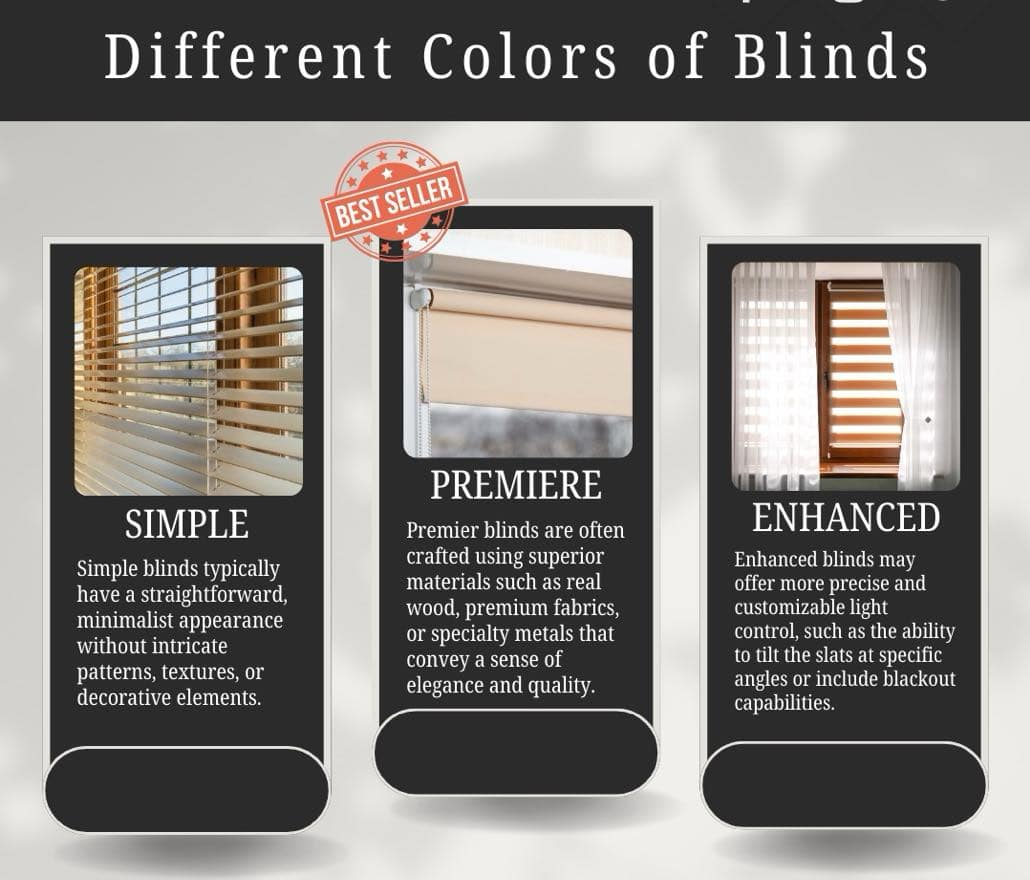 Different Colors of Blinds
BEST SELLER
SIMPLE
Simple blinds typically
have a straightforward,
minimalist appearance
without intricate
patterns, textures, or
decorative elements.
PREMIERE
Premier blinds are often
crafted using superior
materials such as real
wood, premium fabrics,
or specialty metals that
convey a sense of
elegance and quality.
ENHANCED
Enhanced blinds may
offer more precise and
customizable light
control, such as the ability
to tilt the slats at specific
angles or include blackout
capabilities.